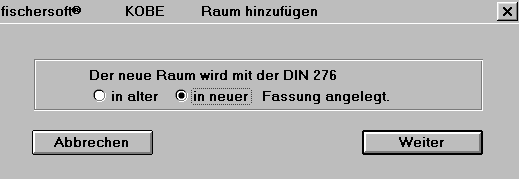 fischersoft® KOBE Raum hinzufügen
Der neue Raum wird mit der DIN 276
in alter in neuer Fassung angelegt.
Abbrechen Weiter